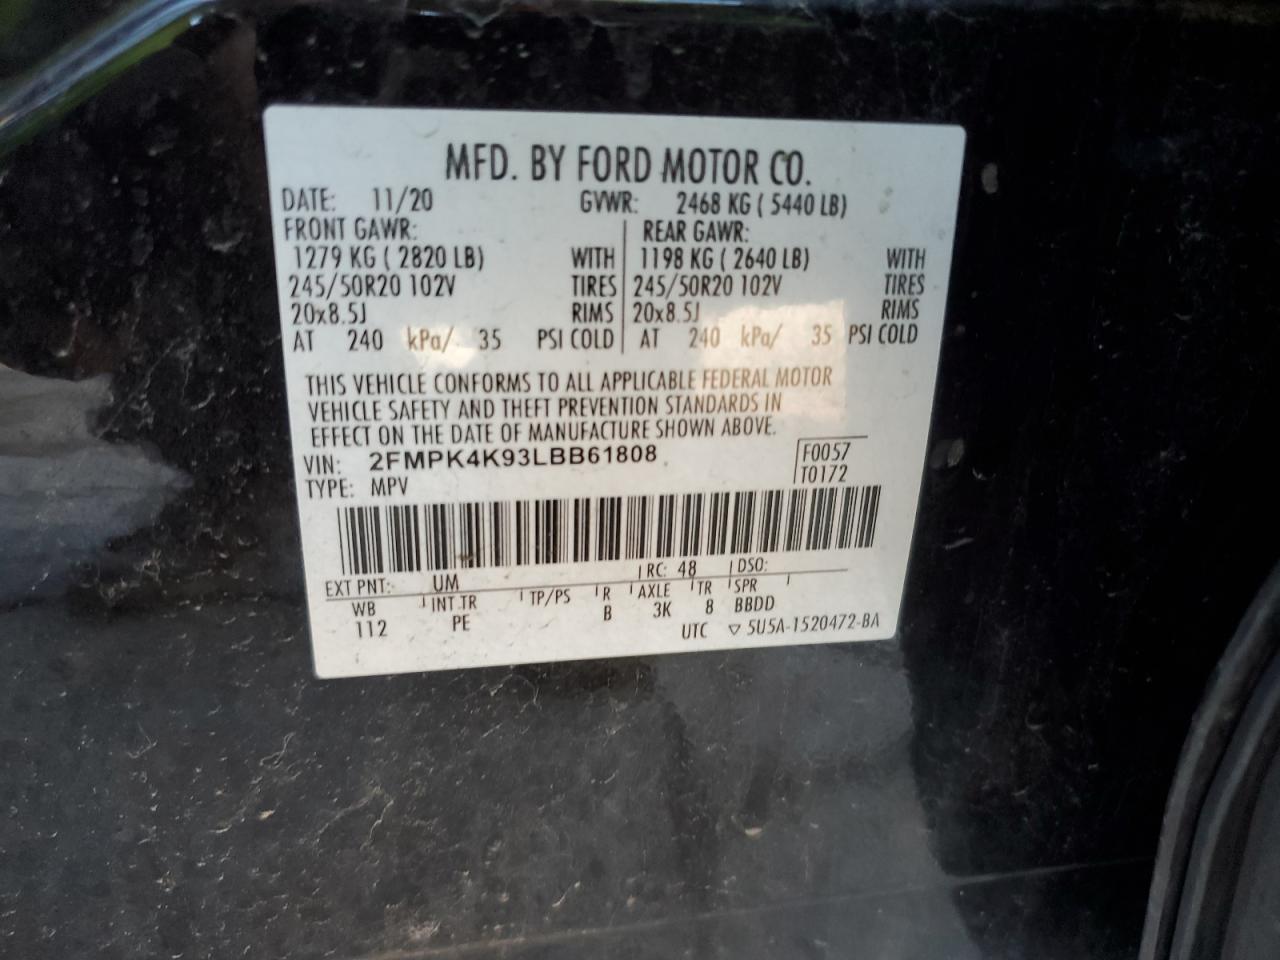 MFD. BY FORD MOTOR CO.
DATE: 11/20 GVWR: 2468 KG ( 5440 LB)
FRONT GAWR: REAR GAWR:
1279 KG ( 2820 LB) WITH 1198 KG ( 2640 LB) WITH
245/50R20 102V TIRES 245/50R20 102V TIRES
20x8.5J RIMS 20x8.5J RIMS
AT 240 kPa/ 35 PSI COLD AT 240 kPa/ 35 PSI COLD
THIS VEHICLE CONFORMS TO ALL APPLICABLE FEDERAL MOTOR
VEHICLE SAFETY AND THEFT PREVENTION STANDARDS IN
EFFECT ON THE DATE OF MANUFACTURE SHOWN ABOVE.
VIN: 2FMPK4K93LBB61808 F0057
TYPE: MPV T0172
EXT PNT: UM RC: 48 DSO:
WB INT TR TP/PS R AXLE TR SPR
112 PE B 3K 8 BBDD
UTC ▽ 5U5A-1520472-BA